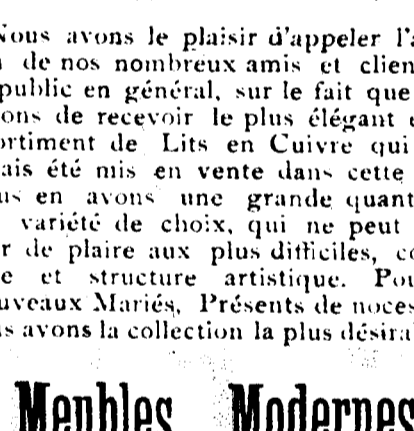 Nous avons le plaisir d'appeler l'a
n de nos nombreux amis et clien
public en général, sur le fait que
ons de recevoir le plus élégant e
ortiment de Lits en Cuivre qui
ais été mis en vente dans cette
us en avons une grande quant
variété de choix, qui ne peut
r de plaire aux plus difficiles, co
e et structure artistique. Pou
uveaux Mariés, Présents de noces
s avons la collection la plus désira
Meubles Modernes